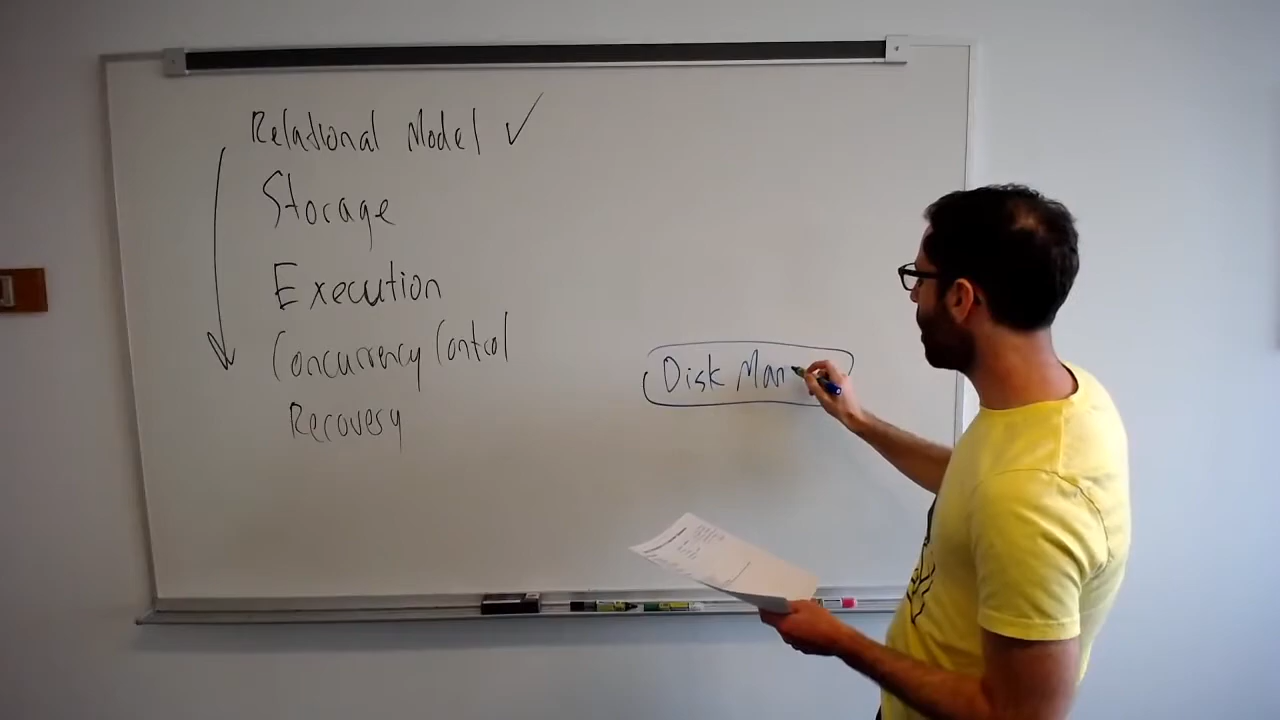 Relational Model ✓
Storage
Execution
Concurrency Control
Recovery
Disk Man